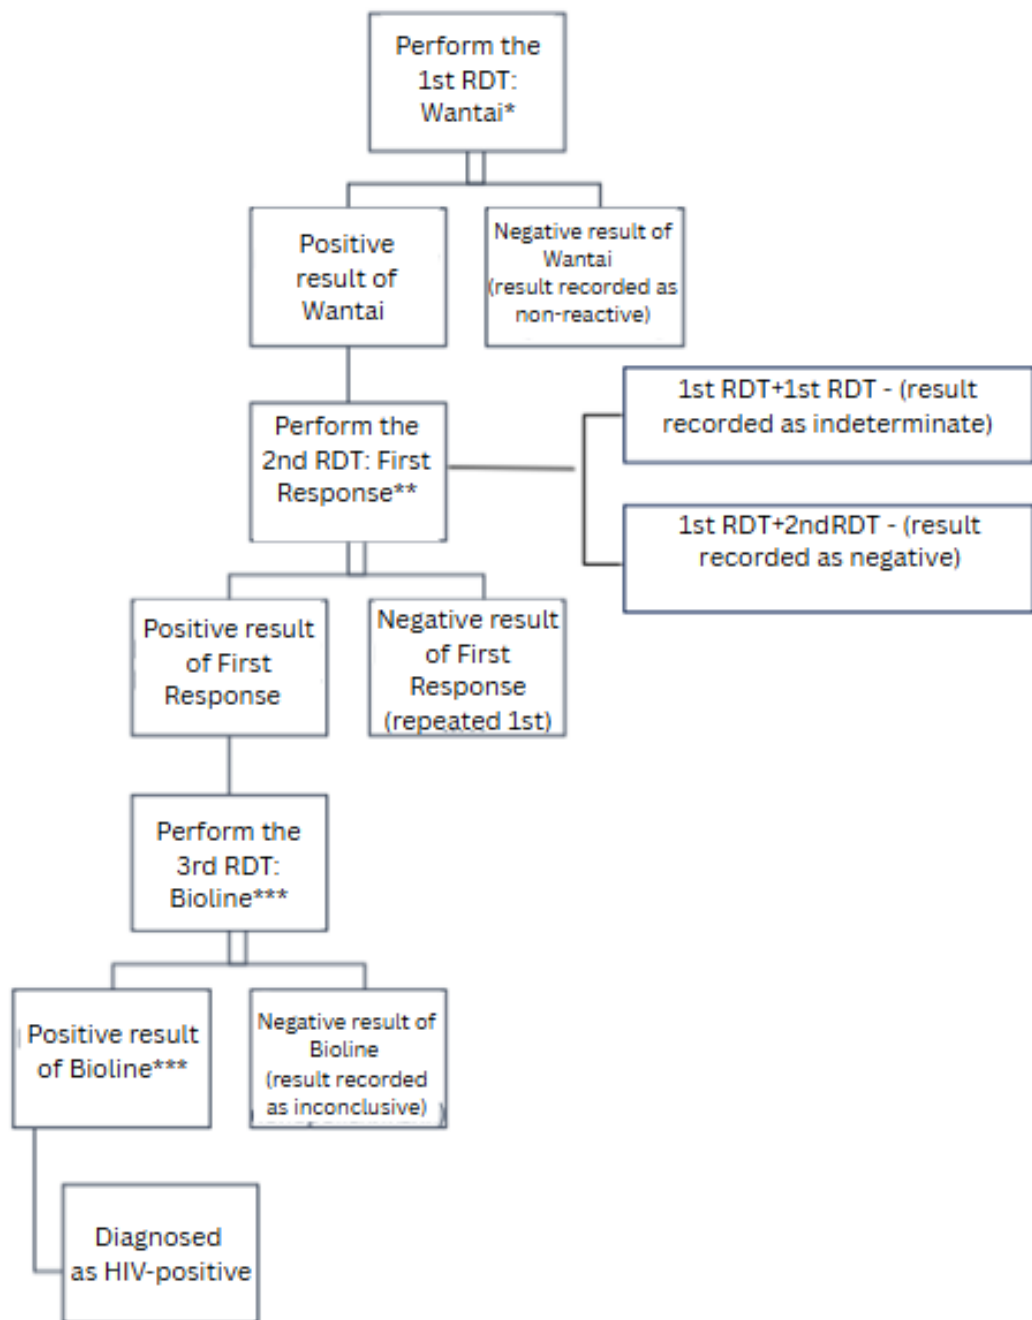 Perform the
1st RDT:
Wantai*
Positive
result of
Wantai
Negative result of
Wantai
(result recorded as
non-reactive)
Perform the
2nd RDT: First
Response**
1st RDT+1st RDT - (result
recorded as indeterminate)
1st RDT+2ndRDT - (result
recorded as negative)
Positive result
of First
Response
Negative result
of First
Response
(repeated 1st)
Perform the
3rd RDT:
Bioline***
Positive result
of Bioline***
Negative result of
Bioline
(result recorded
as inconclusive)
Diagnosed
as HIV-positive